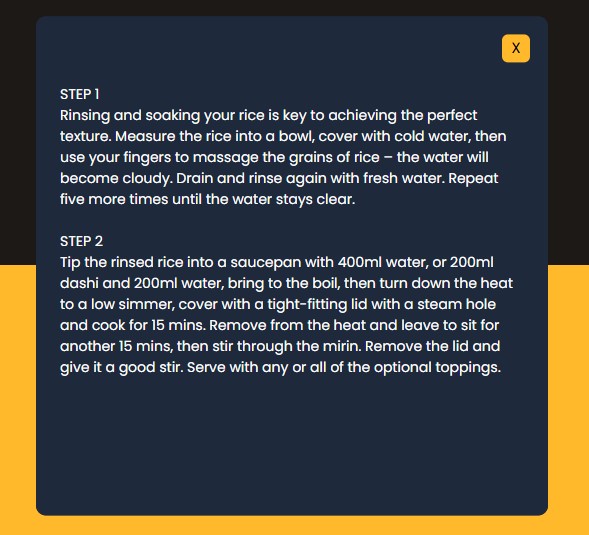 X
STEP 1
Rinsing and soaking your rice is key to achieving the perfect
texture. Measure the rice into a bowl, cover with cold water, then
use your fingers to massage the grains of rice – the water will
become cloudy. Drain and rinse again with fresh water. Repeat
five more times until the water stays clear.
STEP 2
Tip the rinsed rice into a saucepan with 400ml water, or 200ml
dashi and 200ml water, bring to the boil, then turn down the heat
to a low simmer, cover with a tight-fitting lid with a steam hole
and cook for 15 mins. Remove from the heat and leave to sit for
another 15 mins, then stir through the mirin. Remove the lid and
give it a good stir. Serve with any or all of the optional toppings.